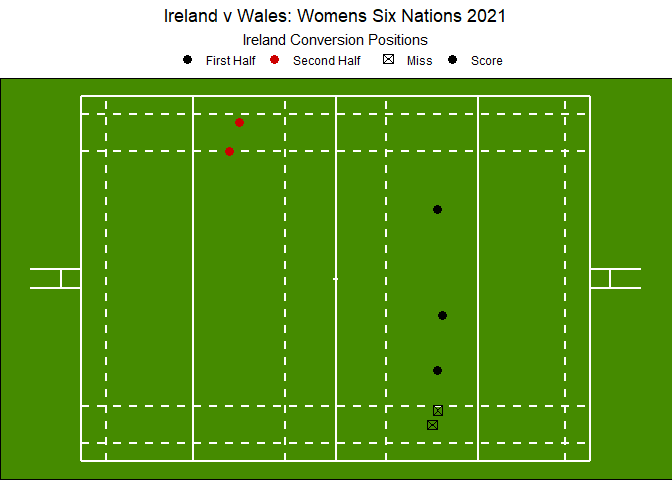 Ireland v Wales: Womens Six Nations 2021
Ireland Conversion Positions
First Half Second Half Miss Score